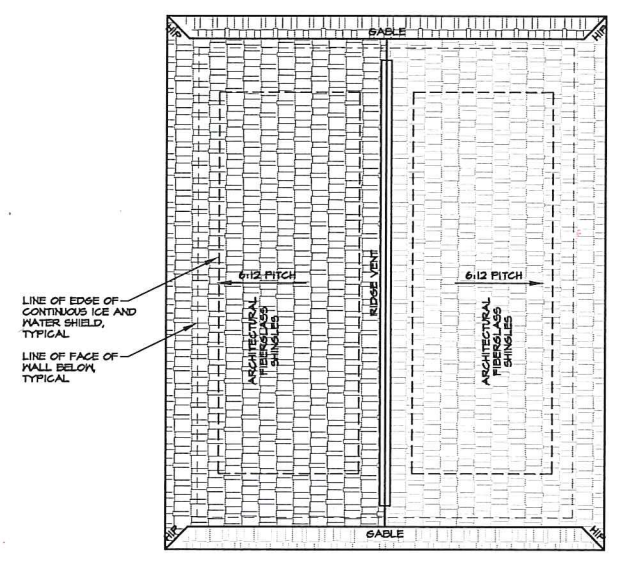 HIP
GABLE
HIP
6:12 PITCH
RIDGE VENT
6:12 PITCH
LINE OF EDGE OF
CONTINUOUS ICE AND
WATER SHIELD,
TYPICAL
ARCHITECTURAL
FIBERGLASS
SHINGLES
ARCHITECTURAL
FIBERGLASS
SHINGLES
LINE OF FACE OF
WALL BELOW,
TYPICAL
HIP
GABLE
HIP